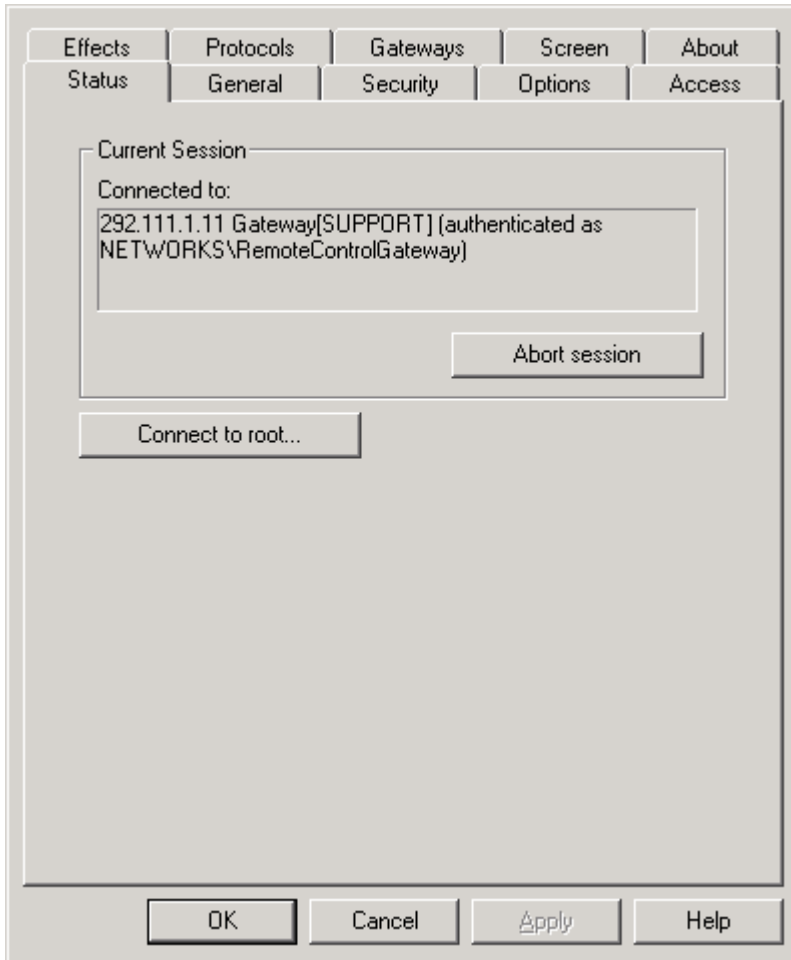 Effects Protocols Gateways Screen About
Status General Security Options Access
Current Session
Connected to:
292.111.1.11 Gateway[SUPPORT] (authenticated as
NETWORKS\RemoteControlGateway)
Abort session
Connect to root...
OK Cancel Apply Help